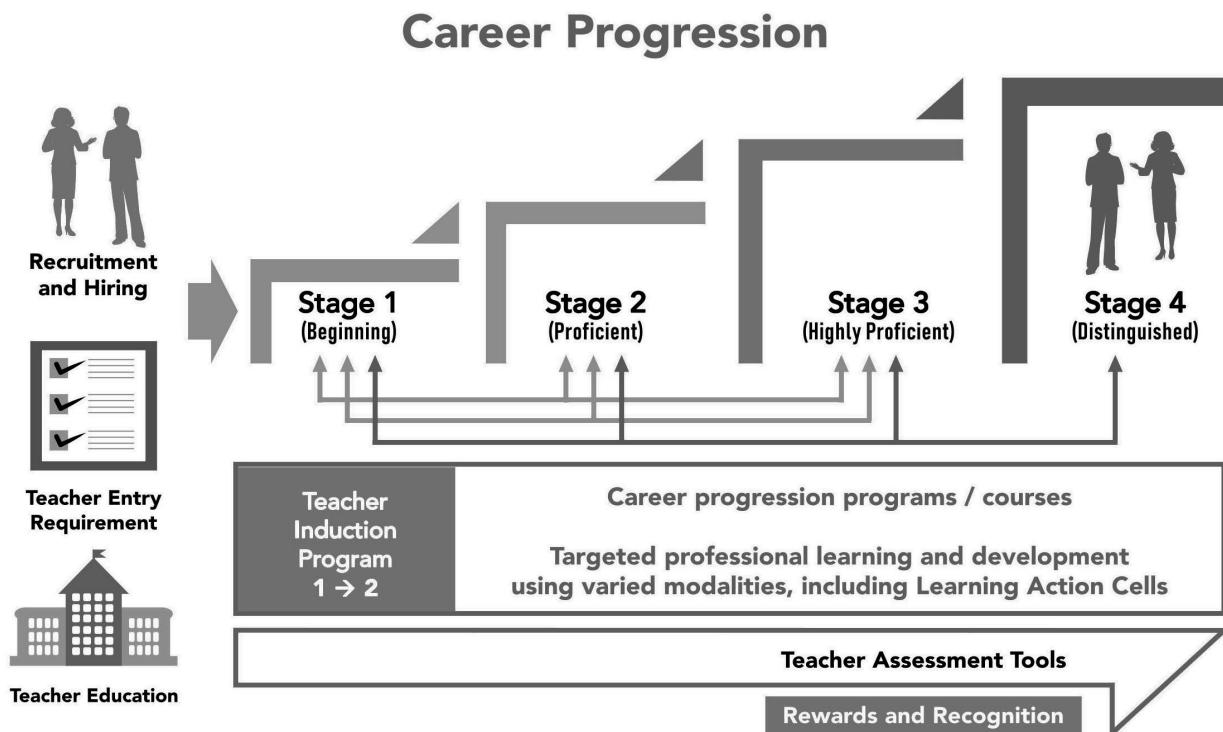 Career Progression
Recruitment
and Hiring
Teacher Entry
Requirement
Teacher Education
Stage 1
(Beginning)
Stage 2
(Proficient)
Stage 3
(Highly Proficient)
Stage 4
(Distinguished)
Teacher
Induction
Program
1 → 2
Career progression programs / courses
Targeted professional learning and development
using varied modalities, including Learning Action Cells
Teacher Assessment Tools
Rewards and Recognition